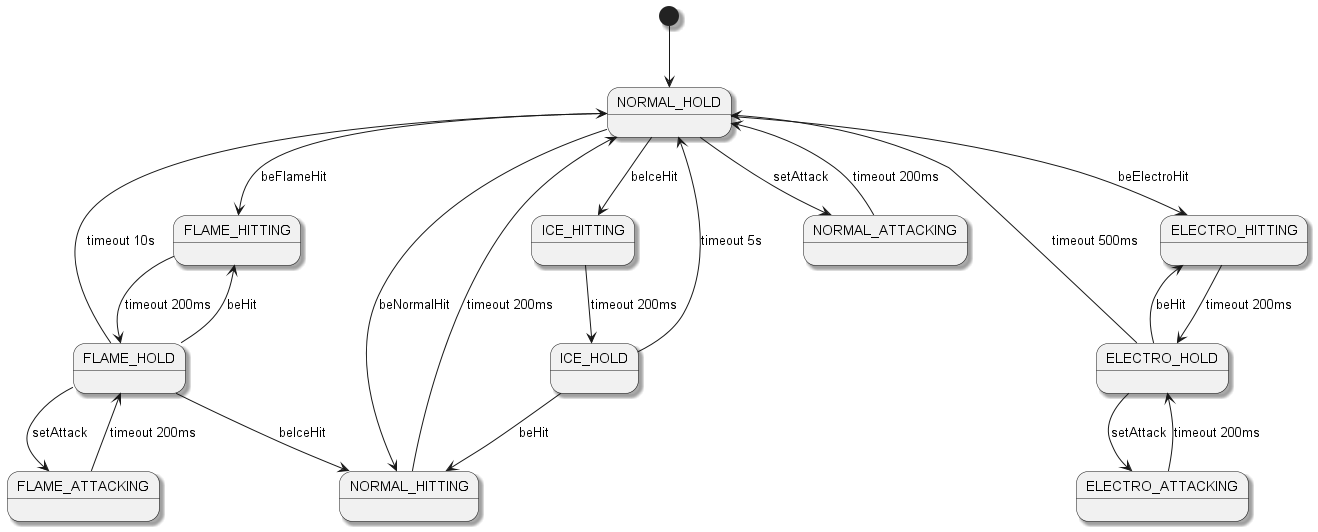 NORMAL_HOLD
beFlameHit
beIceHit
setAttack
timeout 200ms
beElectroHit
FLAME_HITTING
ICE_HITTING
NORMAL_ATTACKING
ELECTRO_HITTING
timeout 10s
timeout 5s
timeout 500ms
timeout 200ms
beHit
beNormalHit
timeout 200ms
timeout 200ms
beHit
timeout 200ms
FLAME_HOLD
ICE_HOLD
ELECTRO_HOLD
setAttack
timeout 200ms
beIceHit
beHit
setAttack
timeout 200ms
FLAME_ATTACKING
NORMAL_HITTING
ELECTRO_ATTACKING